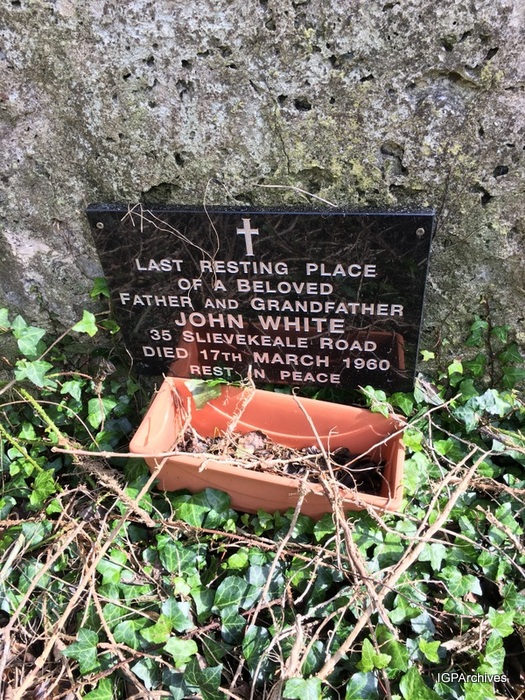 LAST RESTING PLACE
OF A BELOVED
FATHER AND GRANDFATHER
JOHN WHITE
35 SLIEVEKEALE ROAD
DIED 17TH MARCH 1960
REST IN PEACE
IGPArchives